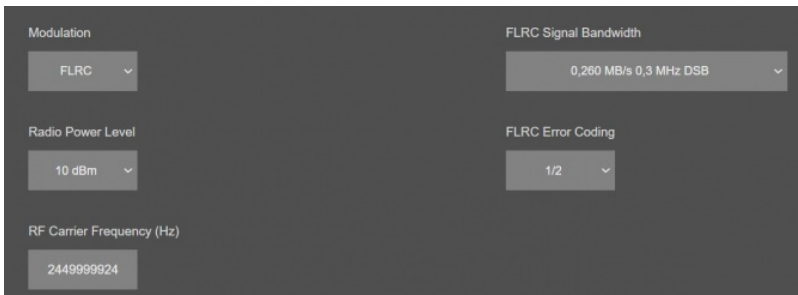 Modulation
FLRC
FLRC Signal Bandwidth
0,260 MB/s 0,3 MHz DSB
Radio Power Level
10 dBm
FLRC Error Coding
1/2
RF Carrier Frequency (Hz)
2449999924